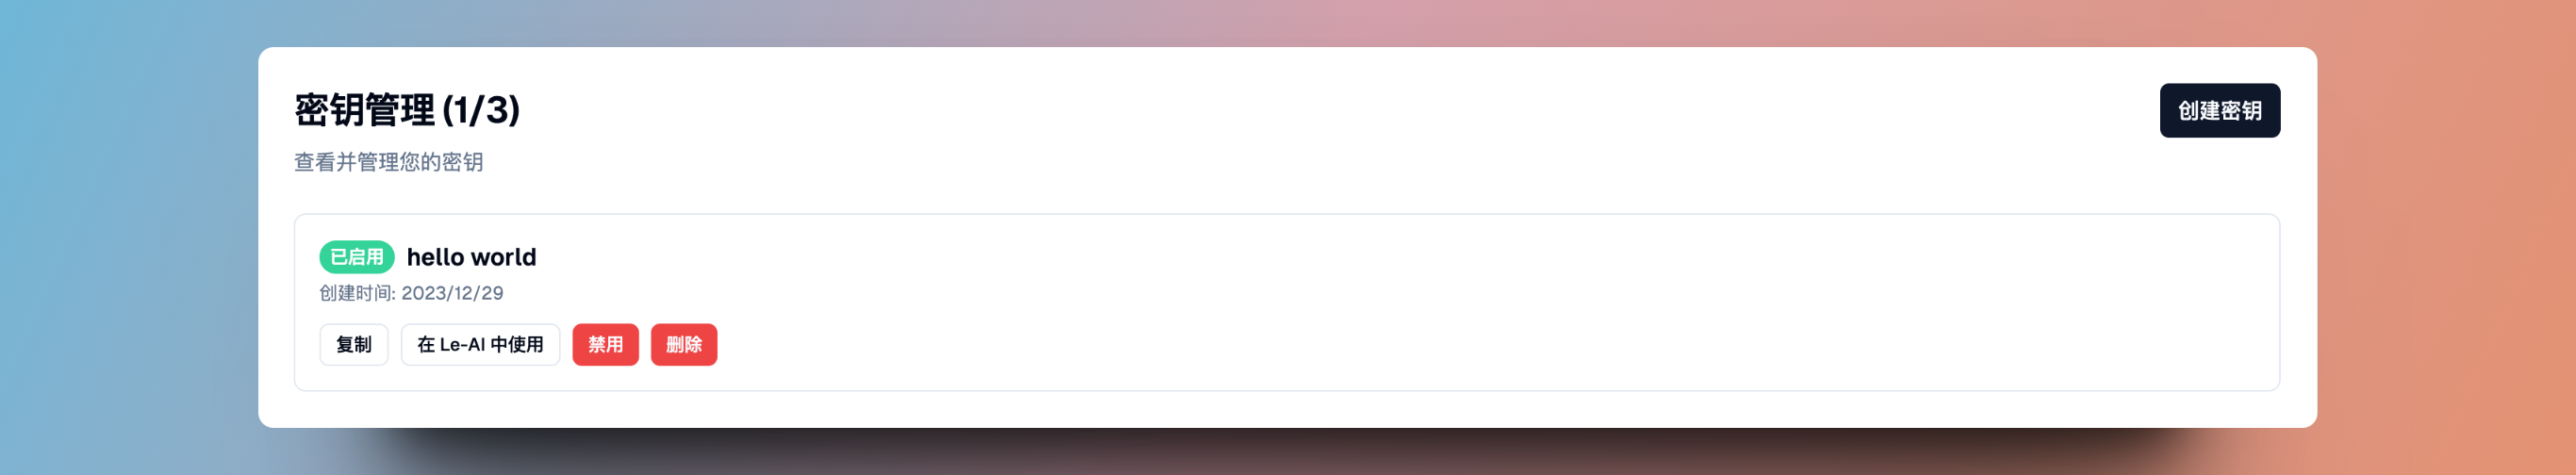 密钥管理 (1/3)
创建密钥
查看并管理您的密钥
已启用 hello world
创建时间: 2023/12/29
复制 在 Le-AI 中使用 禁用 删除